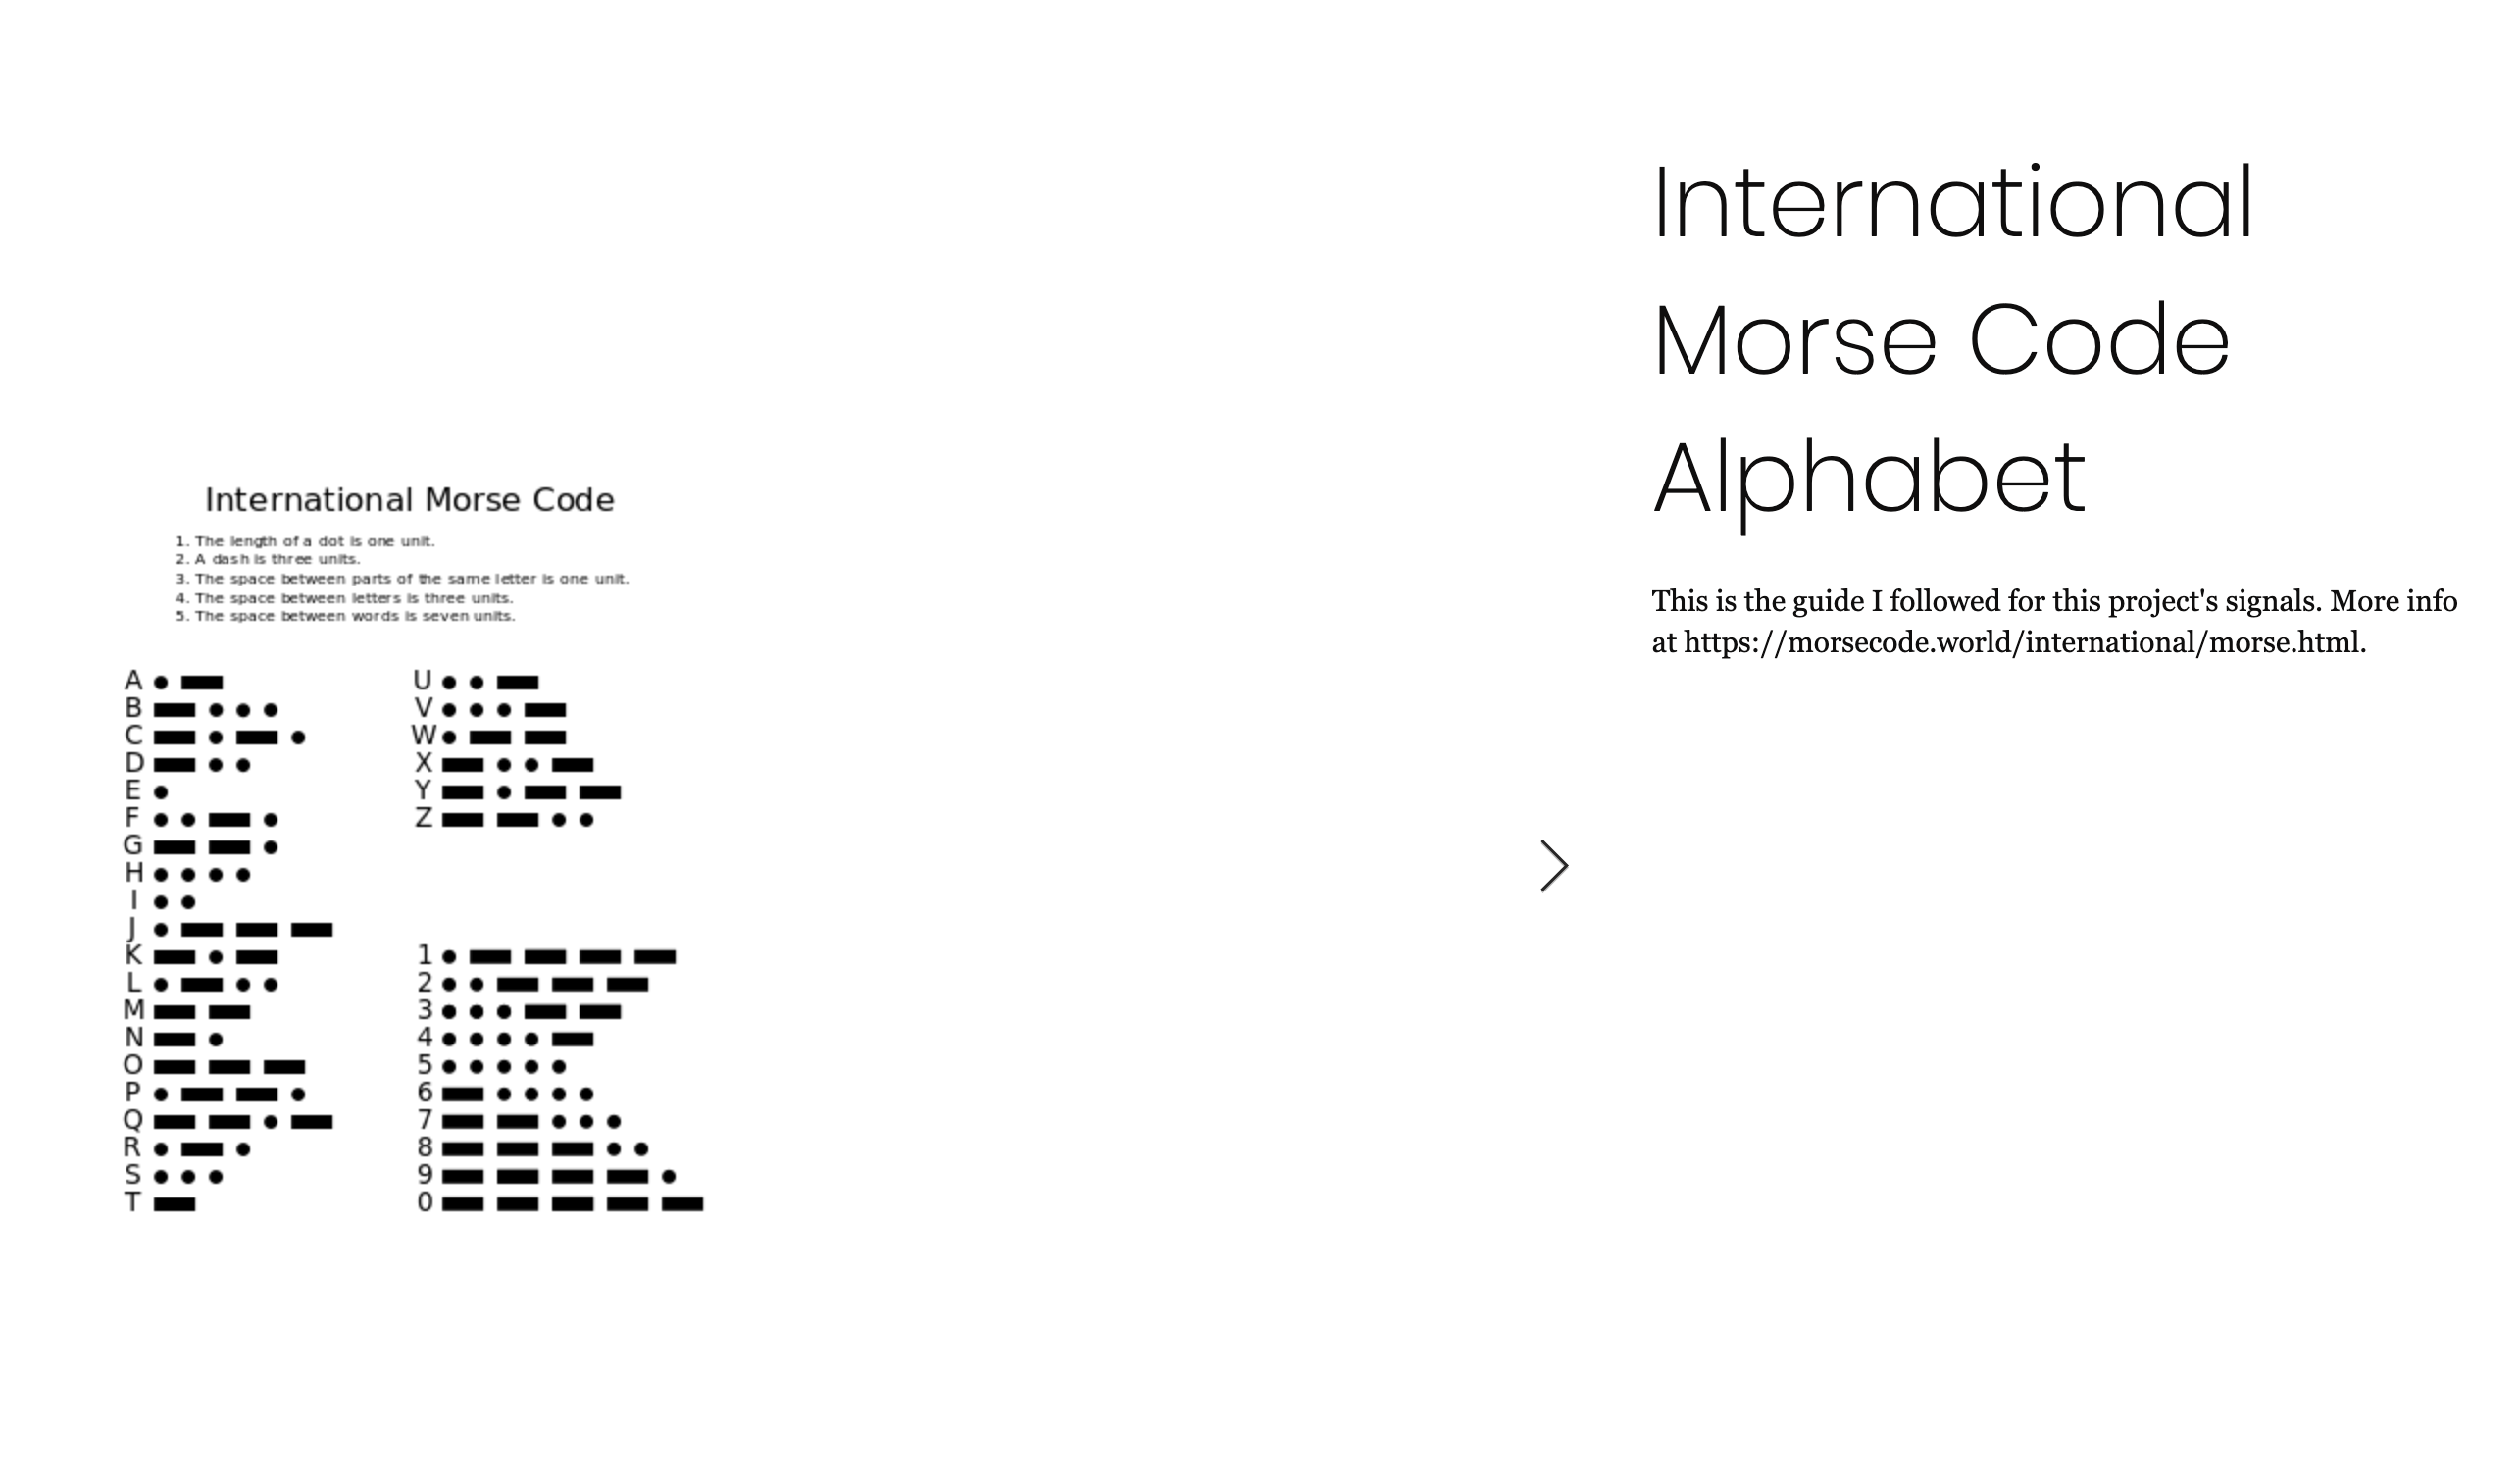 International Morse Code
1. The length of a dot is one unit.
2. A dash is three units.
3. The space between parts of the same letter is one unit.
4. The space between letters is three units.
5. The space between words is seven units.
A
B
C
D
E
F
G
H
I
J
K
L
M
N
O
P
Q
R
S
T
U
V
W
X
Y
Z
1
2
3
4
5
6
7
8
9
0
International
Morse Code
Alphabet
This is the guide I followed for this project's signals. More info
at https://morsecode.world/international/morse.html.